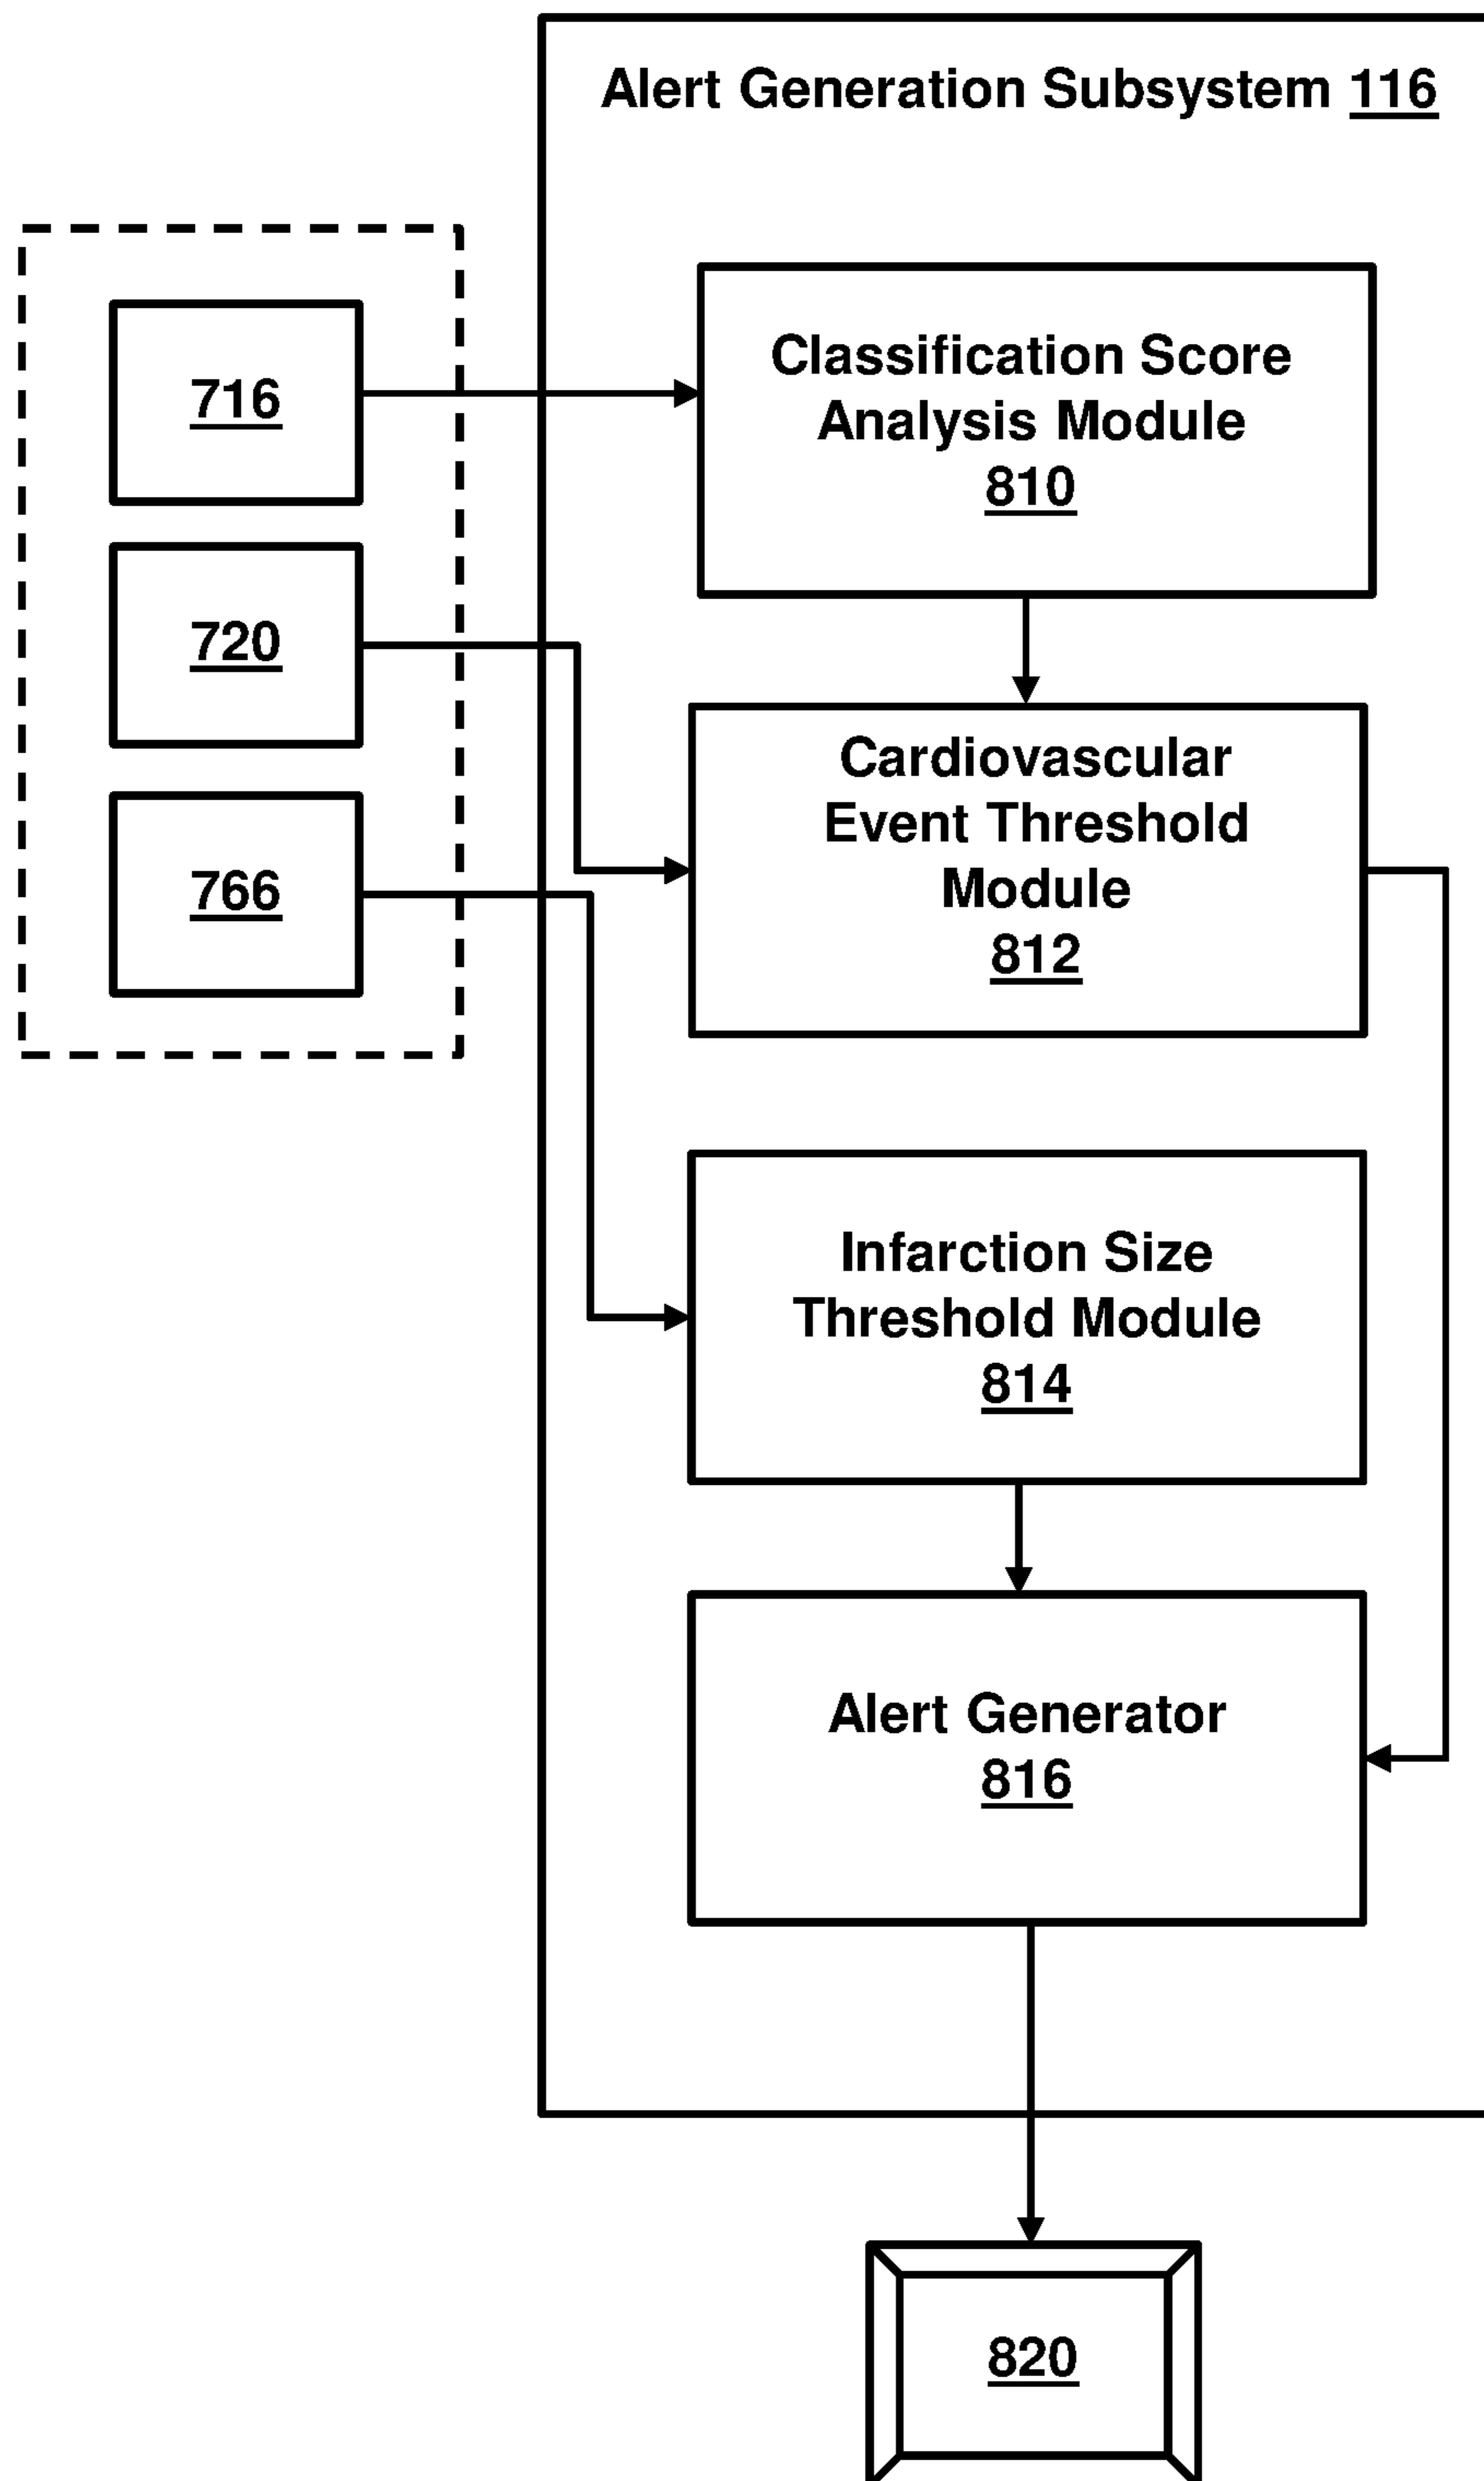 Alert Generation Subsystem 116
716
720
766
Classification Score
Analysis Module
810
Cardiovascular
Event Threshold
Module
812
Infarction Size
Threshold Module
814
Alert Generator
816
820